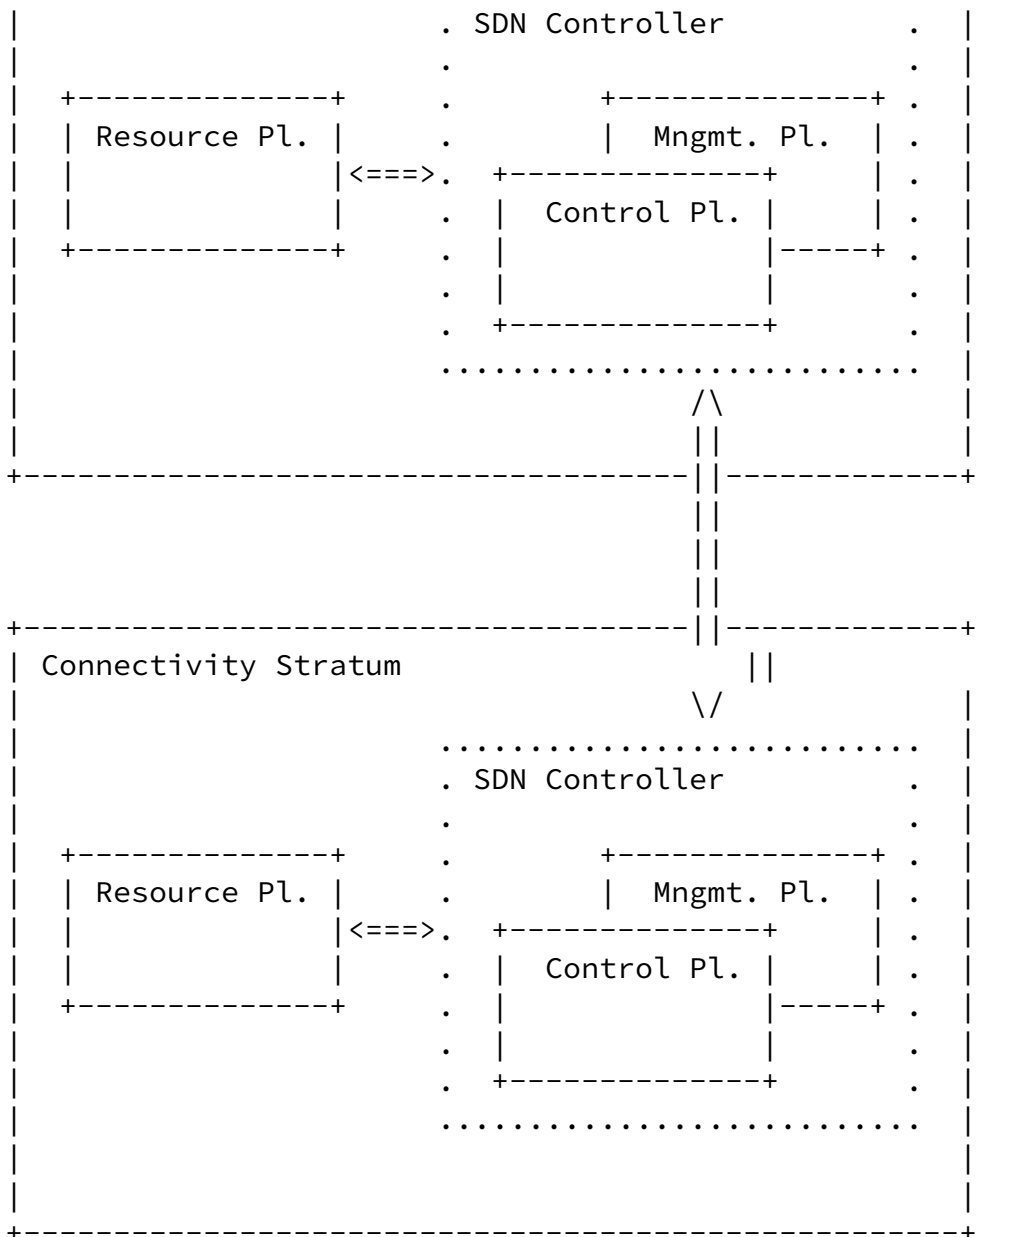 SDN Controller
Resource Pl. Mngmt. Pl.
Control Pl.
Connectivity Stratum
SDN Controller
Resource Pl. Mngmt. Pl.
Control Pl.